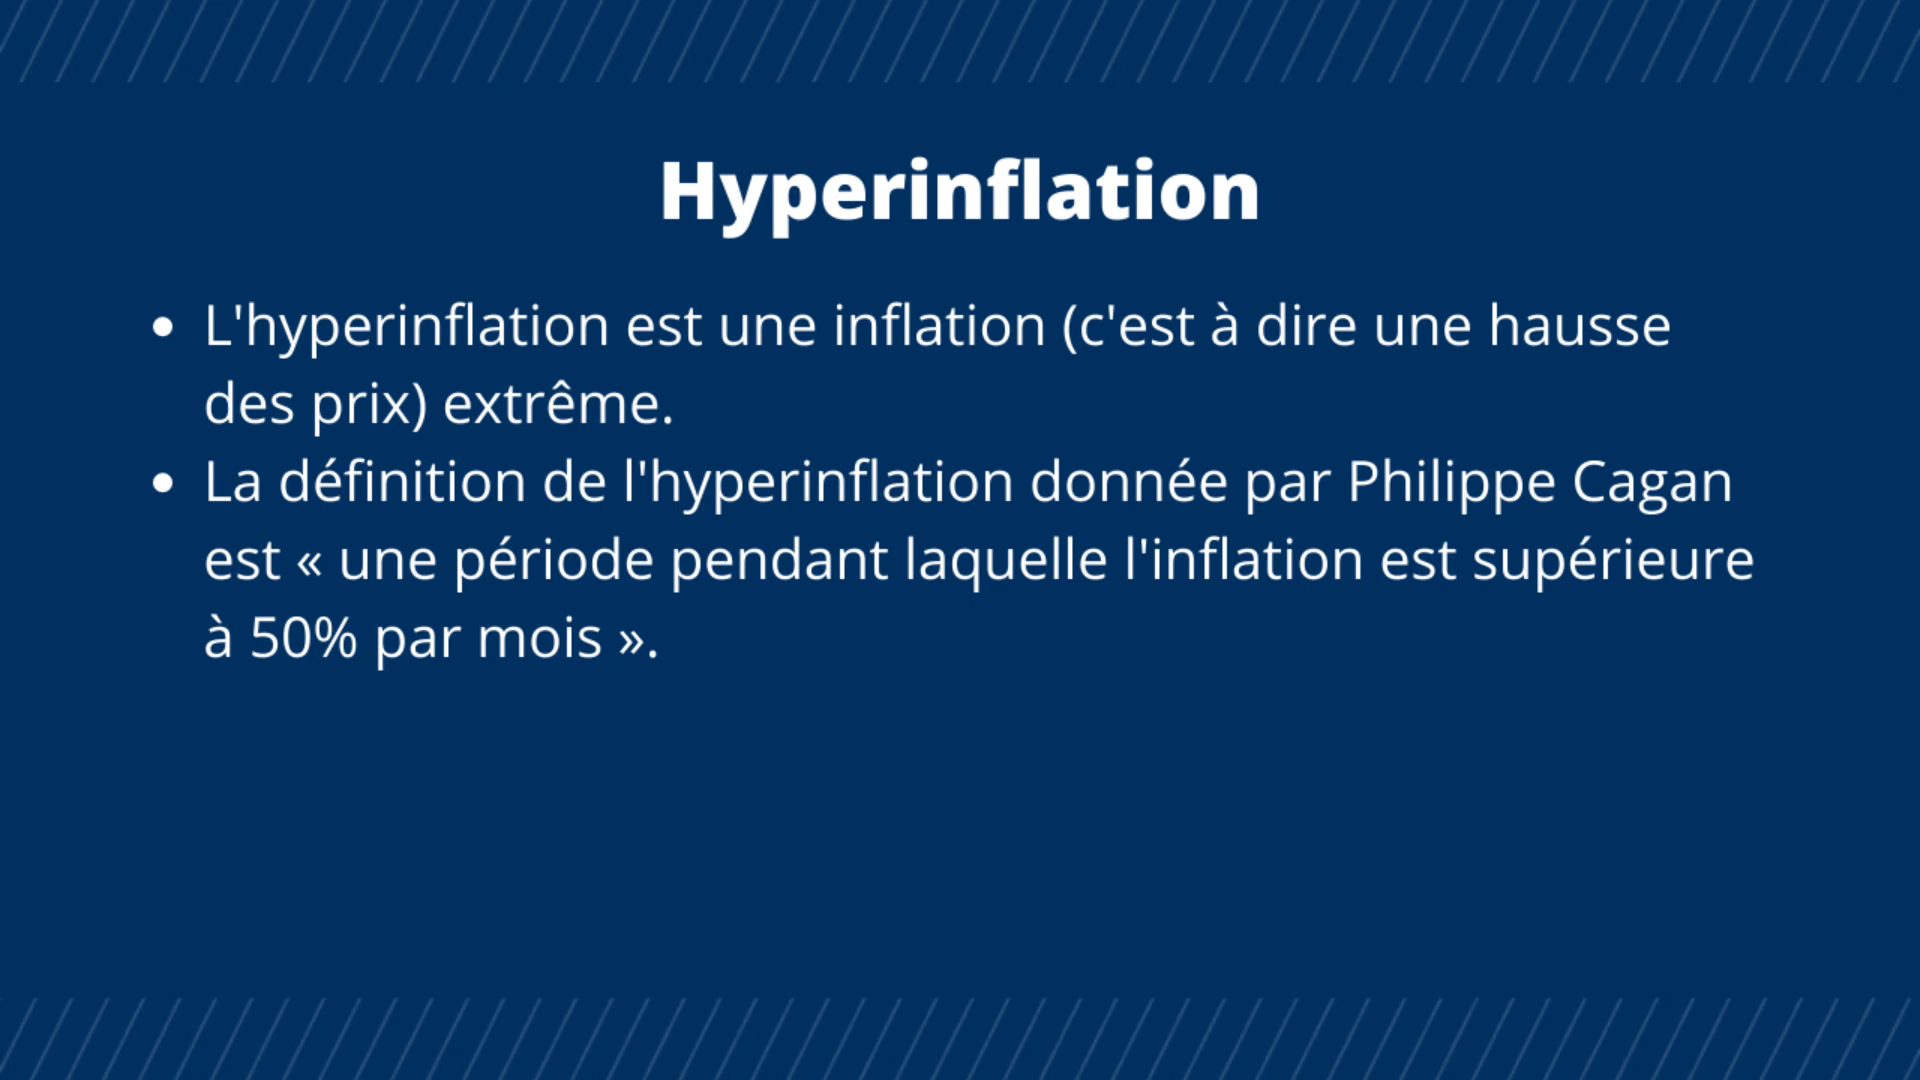 Hyperinflation
• L'hyperinflation est une inflation (c'est à dire une hausse
des prix) extrême.
• La définition de l'hyperinflation donnée par Philippe Cagan
est « une période pendant laquelle l'inflation est supérieure
à 50% par mois ».